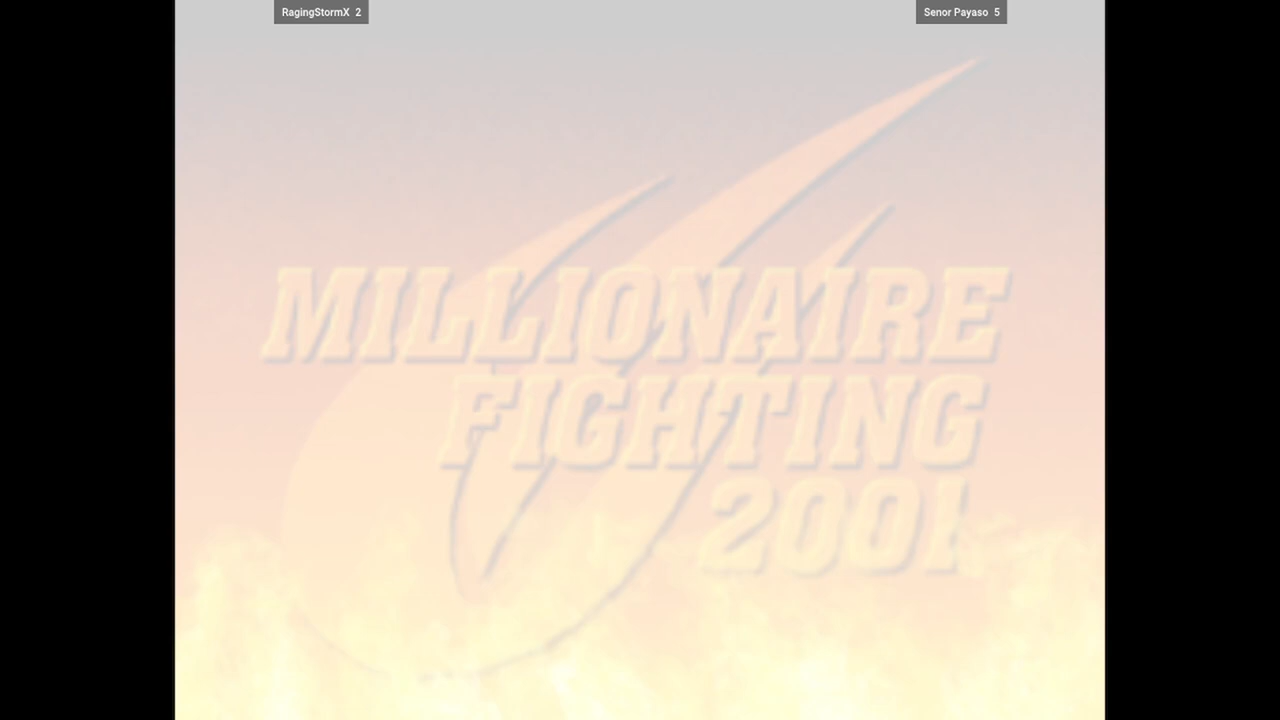 RagingStormX 2
Senor Payaso 5
MILLIONAIRE
FIGHTING
2001